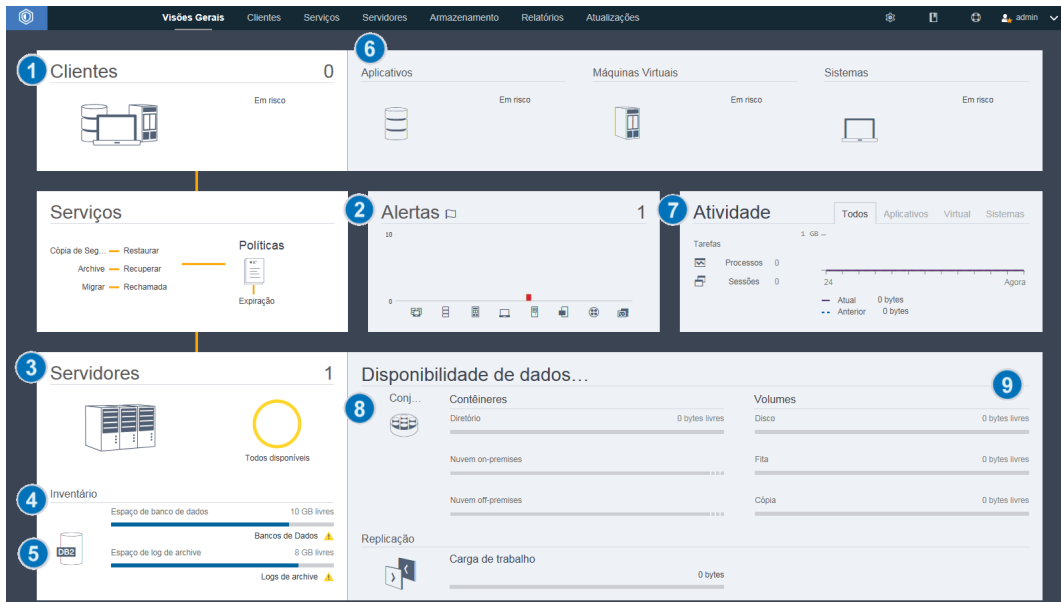 Visões Gerais Clientes Serviços Servidores Armazenamento Relatórios Atualizações admin
1 Clientes 0
Em risco
6
Aplicativos Máquinas Virtuais Sistemas
Em risco Em risco Em risco
Serviços
Cópia de Seg... Restaurar
Archive Recuperar
Migrar Rechamada
Políticas
Expiração
2 Alertas 1
10
0
7 Atividade Todos Aplicativos Virtual Sistemas
1 GB
Tarefas
Processos 0
Sessões 0
24 Agora
Atual 0 bytes
Anterior 0 bytes
3 Servidores 1
Todos disponíveis
Inventário
4
Espaço de banco de dados 10 GB livres
Bancos de Dados
5 DB2
Espaço de log de archive 8 GB livres
Logs de archive
Disponibilidade de dados...
9
8 Conj... Contêineres Volumes
Diretório 0 bytes livres Disco 0 bytes livres
Nuvem on-premises Fita 0 bytes livres
Nuvem off-premises Cópia 0 bytes livres
Replicação
Carga de trabalho
0 bytes